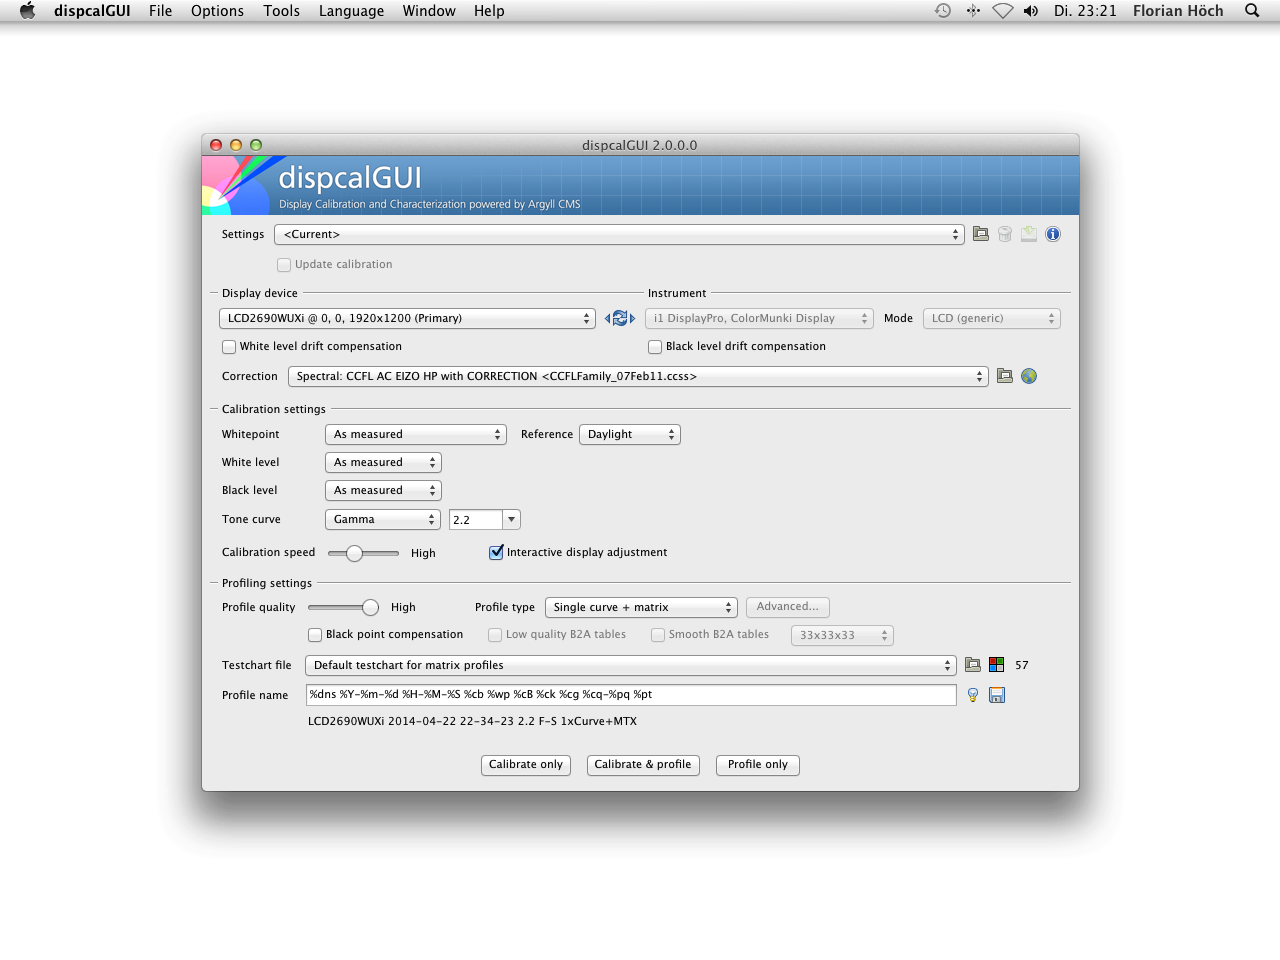 dispcalGUI File Options Tools Language Window Help Di. 23:21 Florian Höch
dispcalGUI 2.0.0.0
dispcalGUI
Display Calibration and Characterization powered by Argyll CMS
Settings <Current>
Update calibration
Display device Instrument
LCD2690WUXi @ 0, 0, 1920x1200 (Primary) i1 DisplayPro, ColorMunki Display Mode LCD (generic)
White level drift compensation Black level drift compensation
Correction Spectral: CCFL AC EIZO HP with CORRECTION <CCFLFamily_07Feb11.ccss>
Calibration settings
Whitepoint As measured Reference Daylight
White level As measured
Black level As measured
Tone curve Gamma 2.2
Calibration speed High Interactive display adjustment
Profiling settings
Profile quality High Profile type Single curve + matrix Advanced...
Black point compensation Low quality B2A tables Smooth B2A tables 33x33x33
Testchart file Default testchart for matrix profiles 57
Profile name %dns %Y-%m-%d %H-%M-%S %cb %wp %cB %ck %cg %cq-%pq %pt
LCD2690WUXi 2014-04-22 22-34-23 2.2 F-S 1xCurve+MTX
Calibrate only Calibrate & profile Profile only